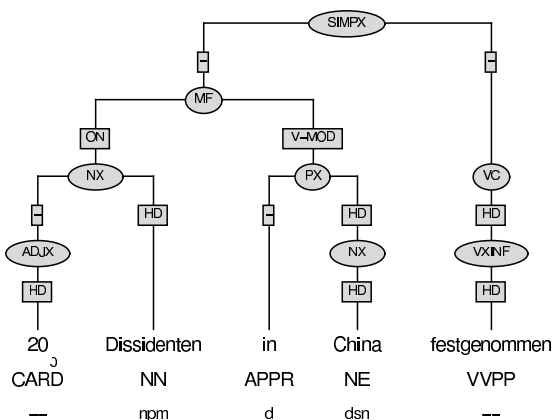 SIMPX
– –
MF
ON V–MOD
NX PX VC
– HD – HD HD
ADJX NX VXINF
HD HD HD
20 Dissidenten in China festgenommen
CARD NN APPR NE VVPP
–– npm d dsn ––